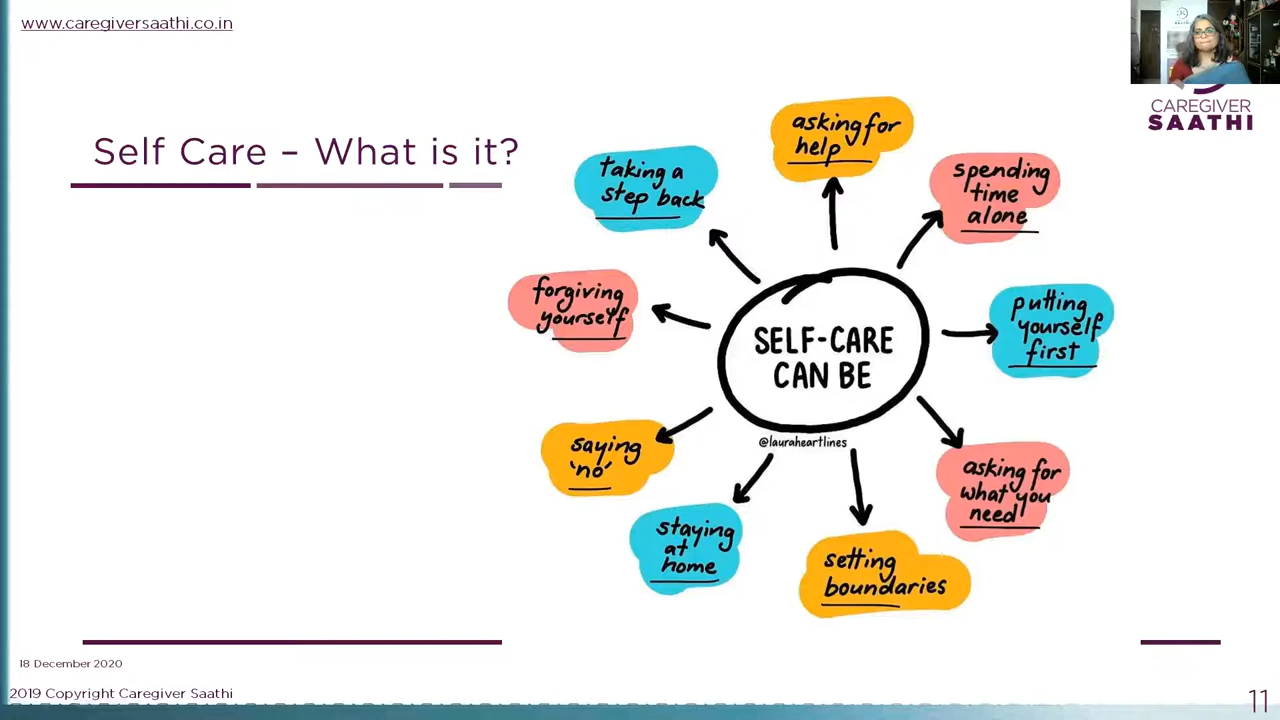 www.caregiversaathi.co.in
CAREGIVER
SAATHI
Self Care – What is it?
asking for
help
spending
time
alone
putting
yourself
first
asking for
what you
need
setting
boundaries
staying
at
home
saying
'no'
forgiving
yourself
taking a
step back
SELF-CARE
CAN BE
@lauraheartlines
18 December 2020
2019 Copyright Caregiver Saathi
11